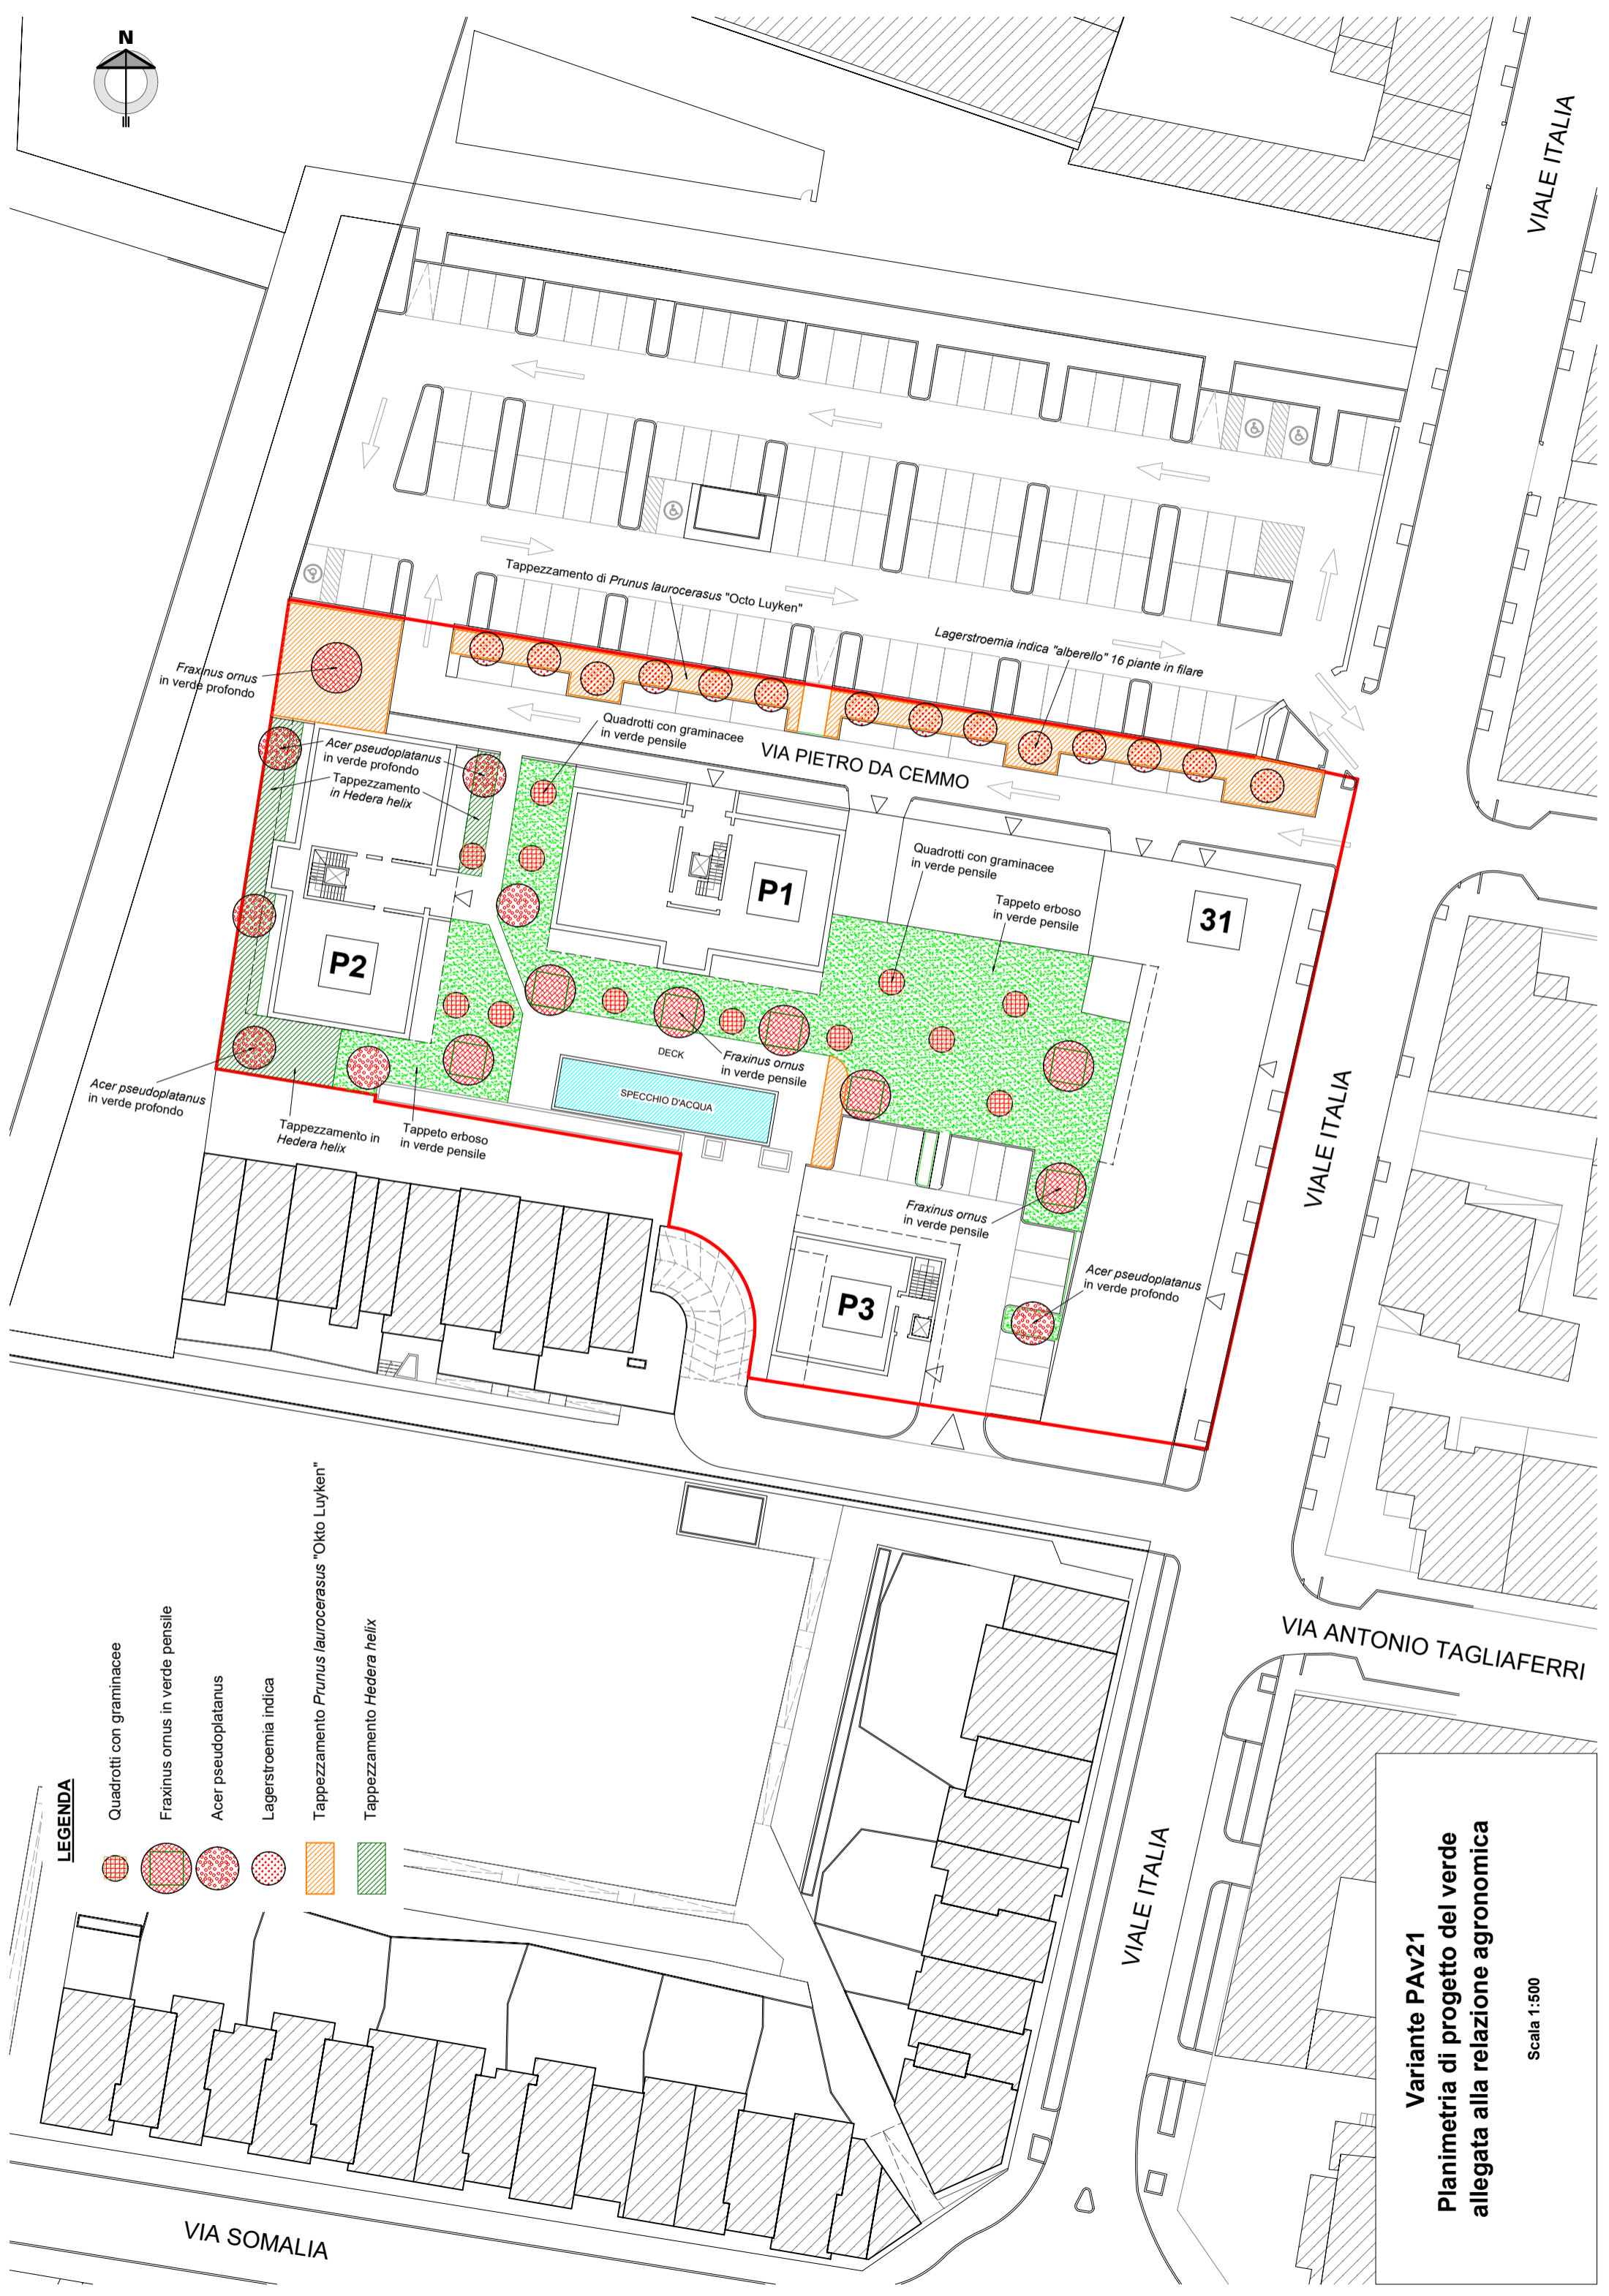 N
VIALE ITALIA
Tappezzamento di Prunus laurocerasus "Octo Luyken"
Lagerstroemia indica "alberello" 16 piante in filare
Fraxinus ornus
in verde profondo
Quadrotti con graminacee
in verde pensile
VIA PIETRO DA CEMMO
Acer pseudoplatanus
in verde profondo
Tappezzamento
in Hedera helix
P1
Quadrotti con graminacee
in verde pensile
Tappeto erboso
in verde pensile
31
P2
DECK
Fraxinus ornus
in verde pensile
SPECCHIO D'ACQUA
Acer pseudoplatanus
in verde profondo
Tappezzamento in
Hedera helix
Tappeto erboso
in verde pensile
VIALE ITALIA
Fraxinus ornus
in verde pensile
P3
Acer pseudoplatanus
in verde profondo
VIA ANTONIO TAGLIAFERRI
LEGENDA
Quadrotti con graminacee
Fraxinus ornus in verde pensile
Acer pseudoplatanus
Lagerstroemia indica
Tappezzamento Prunus laurocerasus "Okto Luyken"
Tappezzamento Hedera helix
VIALE ITALIA
VIA SOMALIA
Variante PAv21
Planimetria di progetto del verde
allegata alla relazione agronomica
Scala 1:500